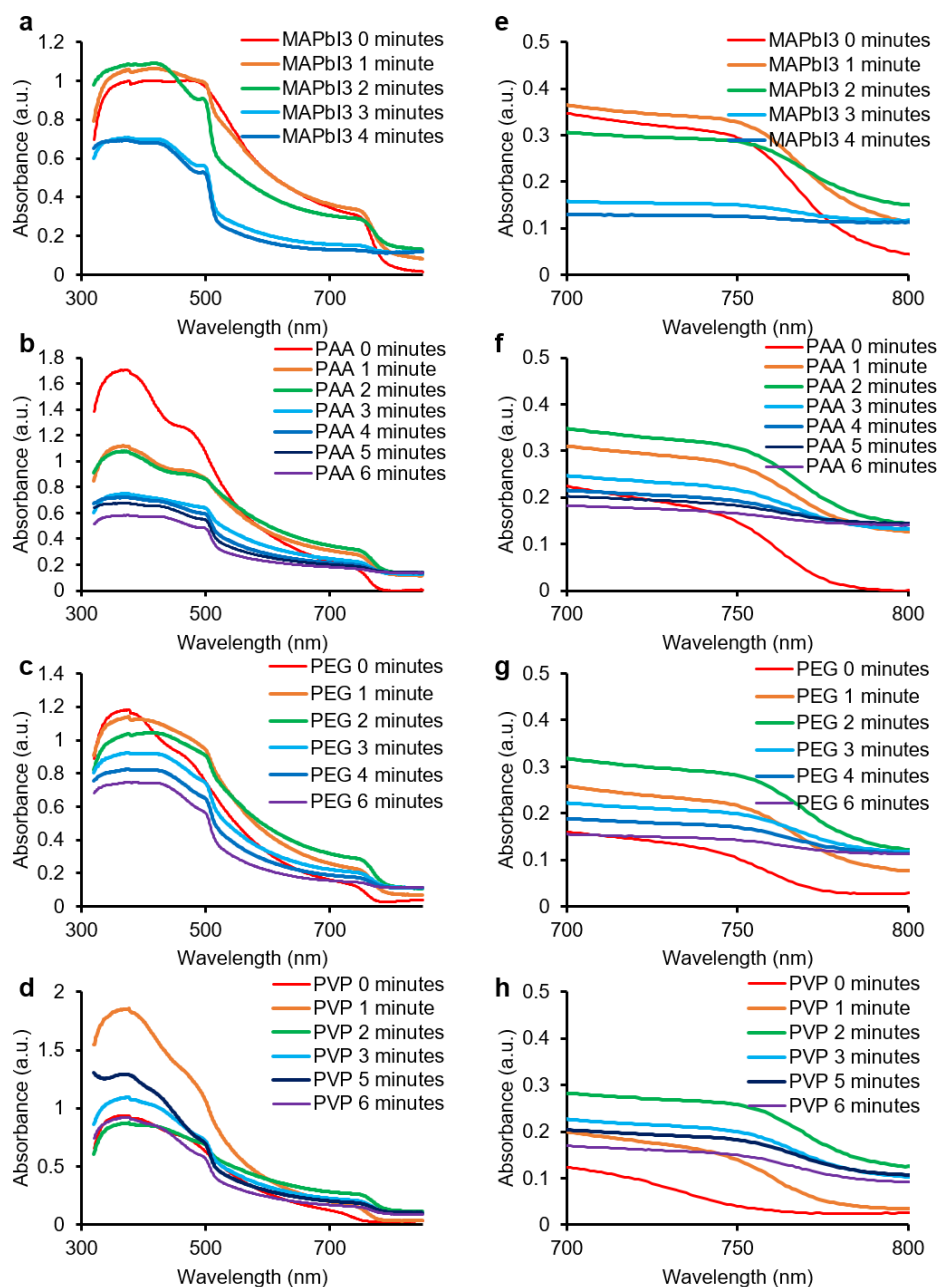 a
1.2
1
0.8
0.6
0.4
0.2
0
Absorbance (a.u.)
300 500 700
Wavelength (nm)
MAPbI3 0 minutes
MAPbI3 1 minute
MAPbI3 2 minutes
MAPbI3 3 minutes
MAPbI3 4 minutes
e
0.5
0.4
0.3
0.2
0.1
0
Absorbance (a.u.)
700 750 800
Wavelength (nm)
MAPbI3 0 minutes
MAPbI3 1 minute
MAPbI3 2 minutes
MAPbI3 3 minutes
MAPbI3 4 minutes
b
1.8
1.6
1.4
1.2
1
0.8
0.6
0.4
0.2
0
Absorbance (a.u.)
300 500 700
Wavelength (nm)
PAA 0 minutes
PAA 1 minute
PAA 2 minutes
PAA 3 minutes
PAA 4 minutes
PAA 5 minutes
PAA 6 minutes
f
0.5
0.4
0.3
0.2
0.1
0
Absorbance (a.u.)
700 750 800
Wavelength (nm)
PAA 0 minutes
PAA 1 minute
PAA 2 minutes
PAA 3 minutes
PAA 4 minutes
PAA 5 minutes
PAA 6 minutes
c
1.4
1.2
1
0.8
0.6
0.4
0.2
0
Absorbance (a.u.)
300 500 700
Wavelength (nm)
PEG 0 minutes
PEG 1 minute
PEG 2 minutes
PEG 3 minutes
PEG 4 minutes
PEG 6 minutes
g
0.5
0.4
0.3
0.2
0.1
0
Absorbance (a.u.)
700 750 800
Wavelength (nm)
PEG 0 minutes
PEG 1 minute
PEG 2 minutes
PEG 3 minutes
PEG 4 minutes
PEG 6 minutes
d
2
1.5
1
0.5
0
Absorbance (a.u.)
300 500 700
Wavelength (nm)
PVP 0 minutes
PVP 1 minute
PVP 2 minutes
PVP 3 minutes
PVP 5 minutes
PVP 6 minutes
h
0.5
0.4
0.3
0.2
0.1
0
Absorbance (a.u.)
700 750 800
Wavelength (nm)
PVP 0 minutes
PVP 1 minute
PVP 2 minutes
PVP 3 minutes
PVP 5 minutes
PVP 6 minutes